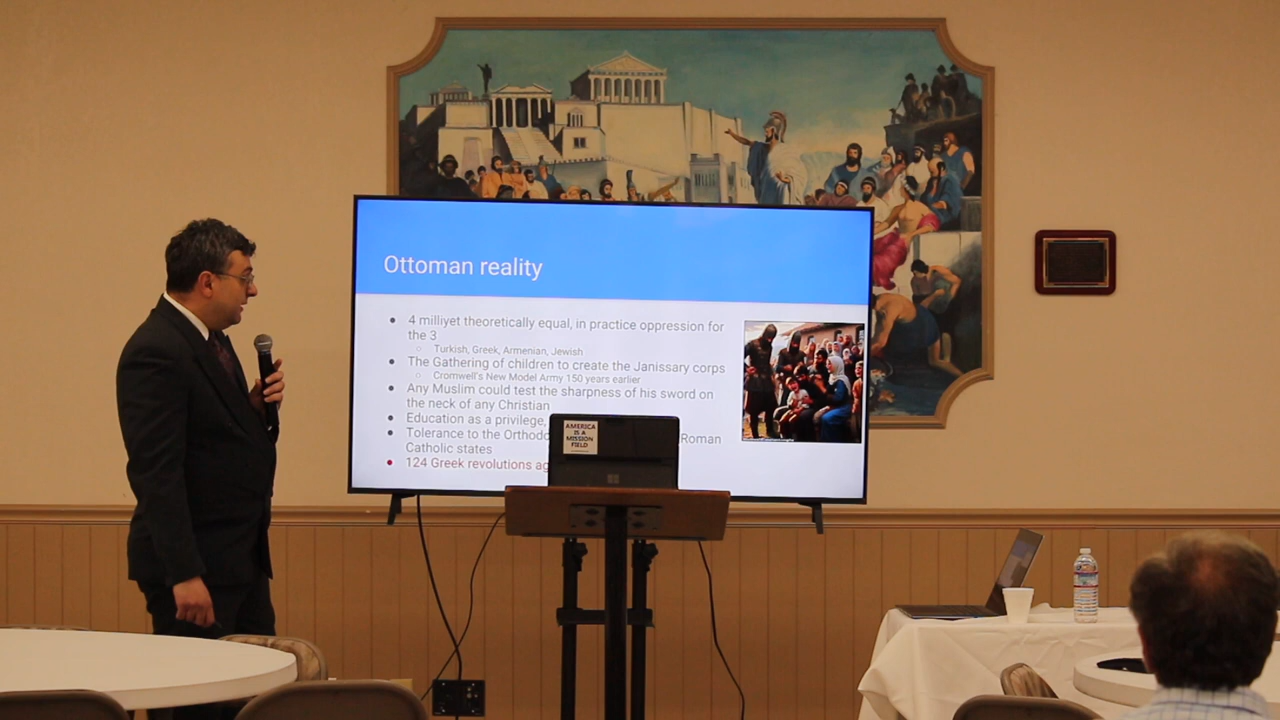 Ottoman reality
4 milliyet theoretically equal, in practice oppression for
the 3
Turkish, Greek, Armenian, Jewish
The Gathering of children to create the Janissary corps
Cromwell's New Model Army 150 years earlier
Any Muslim could test the sharpness of his sword on
the neck of any Christian
Education as a privilege,
Tolerance to the Roman
Catholic states
124 Greek revolutions
AMERICA
IS A
MISSION
FIELD